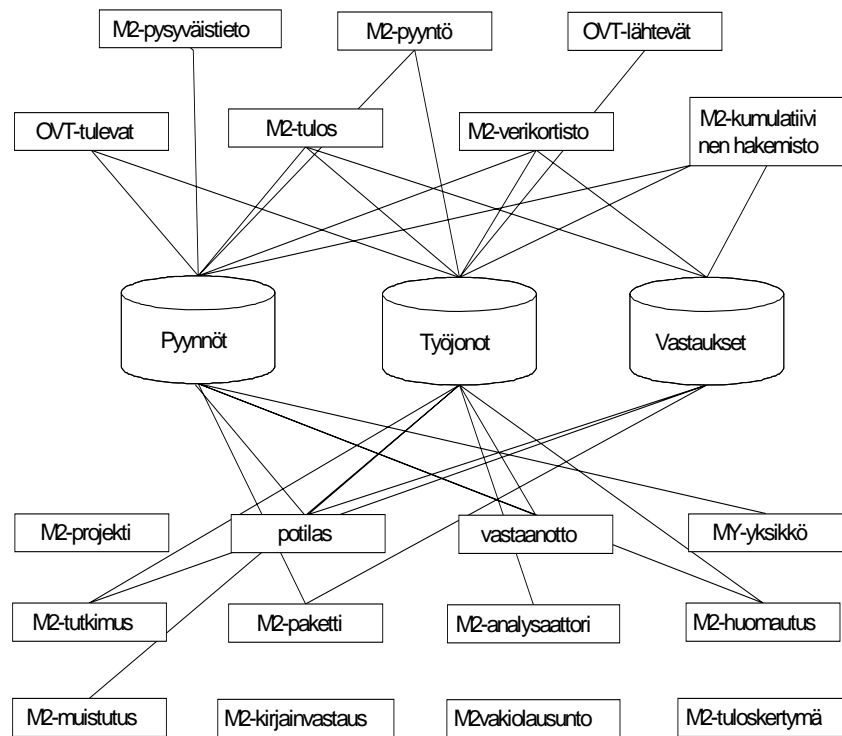 M2-pysyväistieto
M2-pyyntö
OVT-lähtevät
OVT-tulevat
M2-tulos
M2-verikortisto
M2-kumulatiivi
nen hakemisto
Pyynnöt
Työjonot
Vastaukset
M2-projekti
potilas
vastaanotto
MY-yksikkö
M2-tutkimus
M2-paketti
M2-analysaattori
M2-huomautus
M2-muistutus
M2-kirjainvastaus
M2vakiolausunto
M2-tuloskertymä